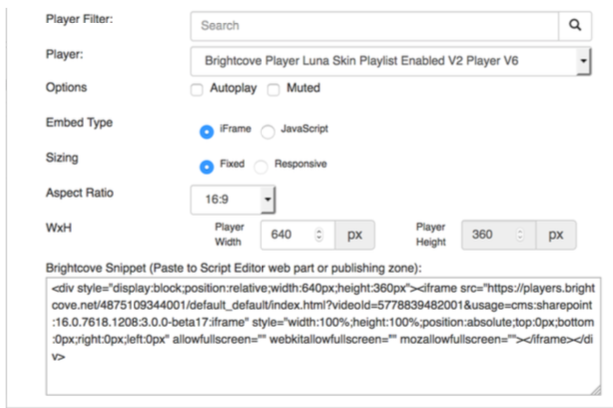 Player Filter:
Search
Player:
Brightcove Player Luna Skin Playlist Enabled V2 Player V6
Options
Autoplay
Muted
Embed Type
iFrame
JavaScript
Sizing
Fixed
Responsive
Aspect Ratio
16:9
WxH
Player Width
640
px
Player Height
360
px
Brightcove Snippet (Paste to Script Editor web part or publishing zone):
<div style="display:block;position:relative;width:640px;height:360px"><iframe src="https://players.bright
cove.net/4875109344001/default_default/index.html?videoId=5778839482001&usage=cms:sharepoint
:16.0.7618.1208:3.0.0-beta17:iframe" style="width:100%;height:100%;position:absolute;top:0px;bottom
:0px;right:0px;left:0px" allowfullscreen="" webkitallowfullscreen="" mozallowfullscreen=""></iframe></di
v>